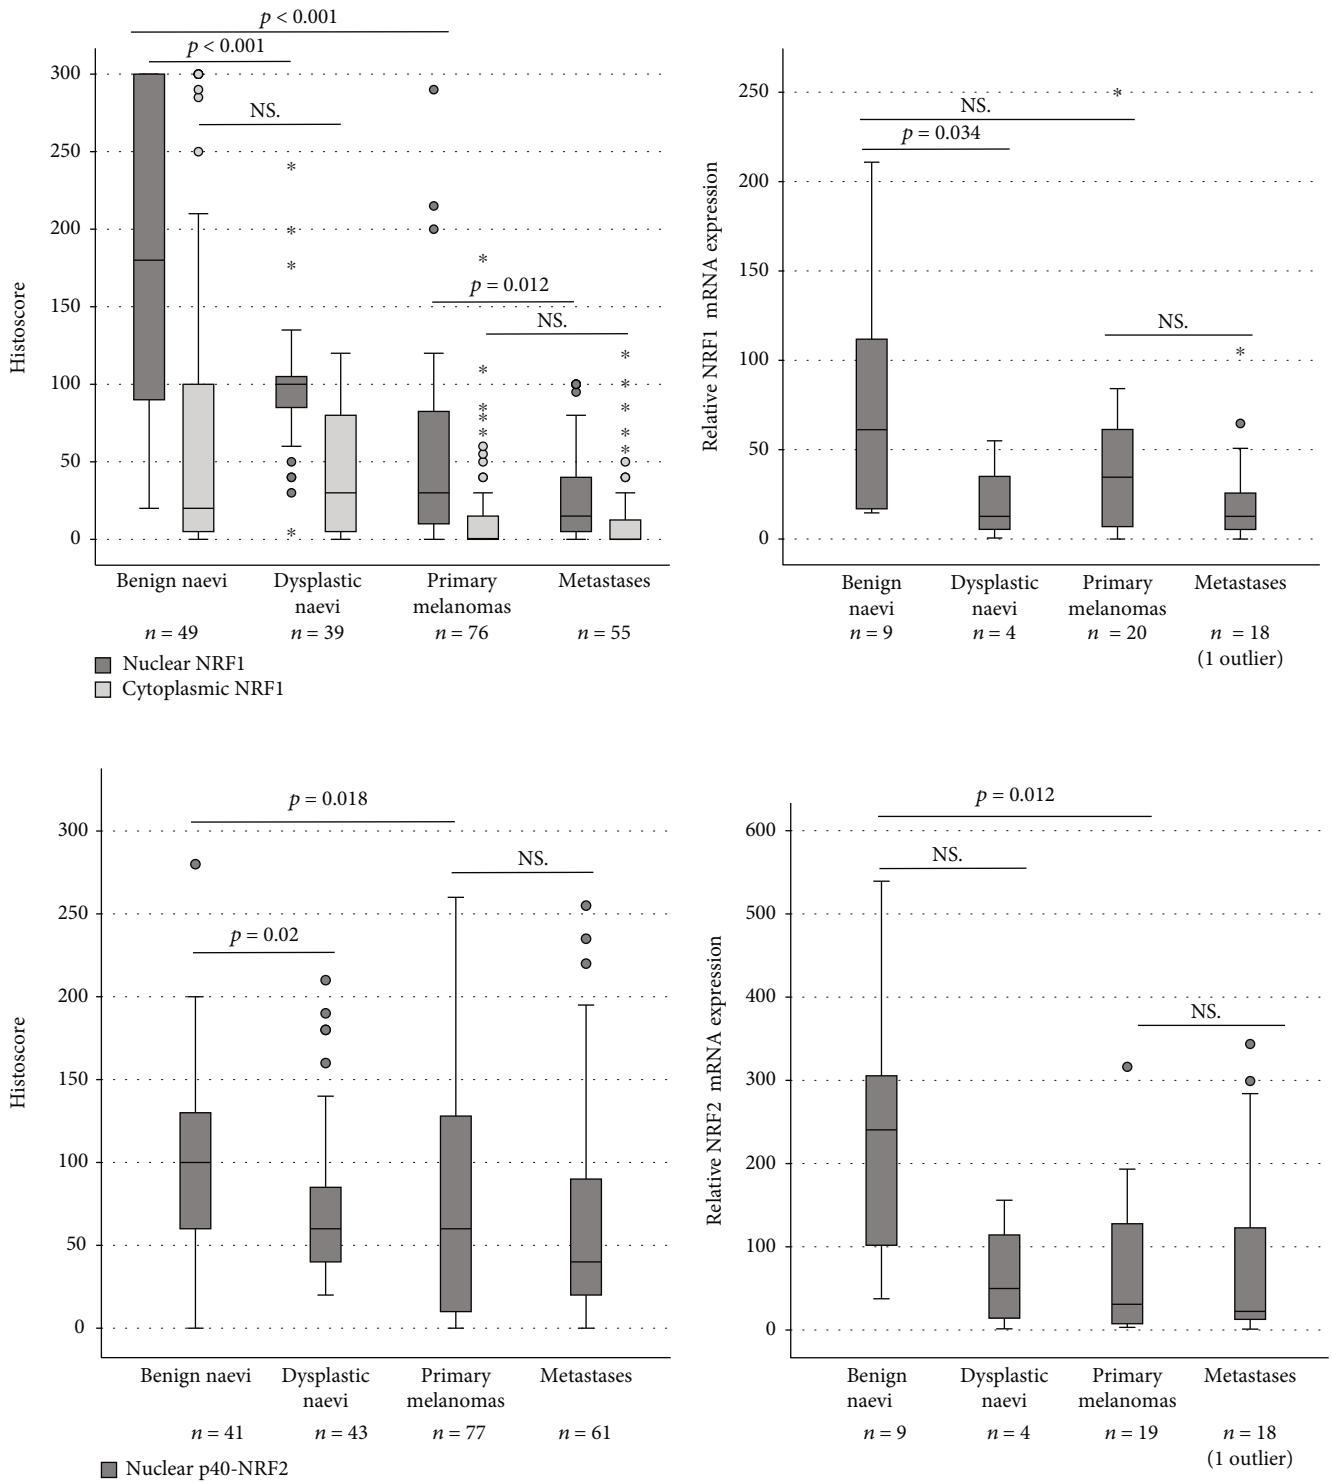 p < 0.001
p < 0.001
NS.
p = 0.012
NS.
300
250
200
150
100
50
0
Histoscore
Benign naevi
Dysplastic
naevi
Primary
melanomas
Metastases
n = 49
n = 39
n = 76
n = 55
Nuclear NRF1
Cytoplasmic NRF1
NS.
p = 0.034
NS.
250
200
150
100
50
0
Relative NRF1 mRNA expression
Benign
naevi
Dysplastic
naevi
Primary
melanomas
Metastases
n = 9
n = 4
n = 20
n = 18
(1 outlier)
p = 0.018
NS.
p = 0.02
300
250
200
150
100
50
0
Histoscore
Benign naevi
Dysplastic
naevi
Primary
melanomas
Metastases
n = 41
n = 43
n = 77
n = 61
Nuclear p40-NRF2
p = 0.012
NS.
NS.
600
500
400
300
200
100
0
Relative NRF2 mRNA expression
Benign
naevi
Dysplastic
naevi
Primary
melanomas
Metastases
n = 9
n = 4
n = 19
n = 18
(1 outlier)